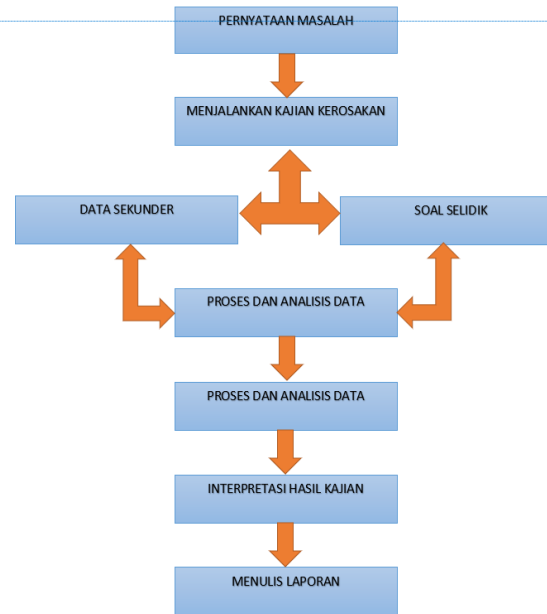 PERNYATAAN MASALAH
MENJALANKAN KAJIAN KEROSAKAN
DATA SEKUNDER
SOAL SELIDIK
PROSES DAN ANALISIS DATA
PROSES DAN ANALISIS DATA
INTERPRETASI HASIL KAJIAN
MENULIS LAPORAN